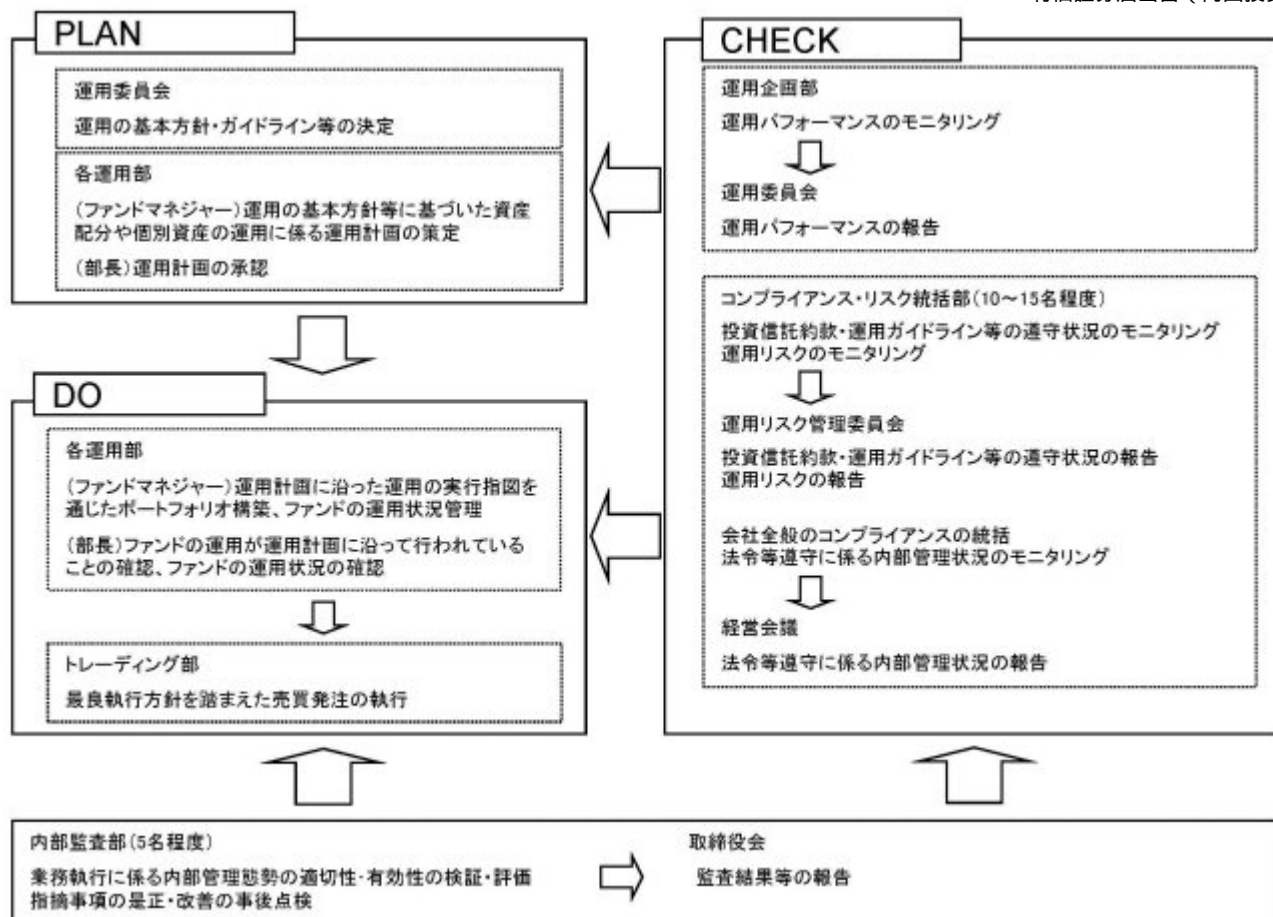 PLAN
運用委員会
運用の基本方針・ガイドライン等の決定
各運用部
(ファンドマネジャー)運用の基本方針等に基づいた資産
配分や個別資産の運用に係る運用計画の策定
(部長)運用計画の承認
DO
各運用部
(ファンドマネジャー)運用計画に沿った運用の実行指図を
通じたポートフォリオ構築、ファンドの運用状況管理
(部長)ファンドの運用が運用計画に沿って行われている
ことの確認、ファンドの運用状況の確認
トレーディング部
最良執行方針を踏まえた売買発注の執行
CHECK
運用企画部
運用パフォーマンスのモニタリング
運用委員会
運用パフォーマンスの報告
コンプライアンス・リスク統括部(10～15名程度)
投資信託約款・運用ガイドライン等の遵守状況のモニタリング
運用リスクのモニタリング
運用リスク管理委員会
投資信託約款・運用ガイドライン等の遵守状況の報告
運用リスクの報告
会社全般のコンプライアンスの統括
法令等遵守に係る内部管理状況のモニタリング
経営会議
法令等遵守に係る内部管理状況の報告
内部監査部(5名程度)
業務執行に係る内部管理態勢の適切性・有効性の検証・評価
指摘事項の是正・改善の事後点検
取締役会
監査結果等の報告